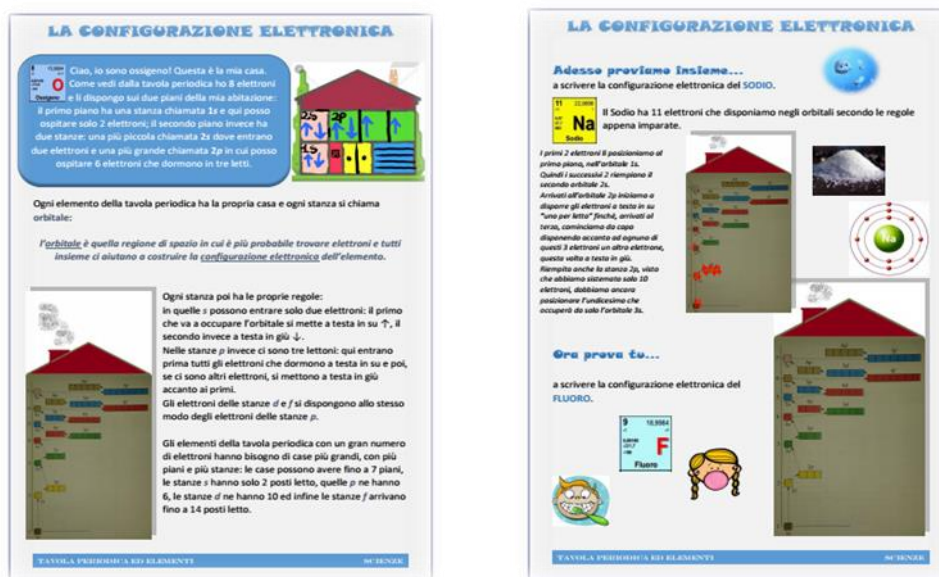 LA CONFIGURAZIONE ELETTRONICA
O
Ossigeno
Ciao, io sono ossigeno! Questa è la mia casa.
Come vedi dalla tavola periodica ho 8 elettroni
e li dispongo sui due piani della mia abitazione:
il primo piano ha una stanza chiamata 1s e qui posso
ospitare solo 2 elettroni; il secondo piano invece ha
due stanze: una più piccola chiamata 2s dove entrano
due elettroni e una più grande chiamata 2p in cui posso
ospitare 6 elettroni che dormono in tre letti.
2s 2p
1s
Ogni elemento della tavola periodica ha la propria casa e ogni stanza si chiama
orbitale:
l'orbitale è quella regione di spazio in cui è più probabile trovare elettroni e tutti
insieme ci aiutano a costruire la configurazione elettronica dell'elemento.
Ogni stanza poi ha le proprie regole:
in quelle s possono entrare solo due elettroni: il primo
che va a occupare l'orbitale si mette a testa in su ↑, il
secondo invece a testa in giù ↓.
Nelle stanze p invece ci sono tre lettoni: qui entrano
prima tutti gli elettroni che dormono a testa in su e poi,
se ci sono altri elettroni, si mettono a testa in giù
accanto ai primi.
Gli elettroni delle stanze d e f si dispongono allo stesso
modo degli elettroni delle stanze p.
Gli elementi della tavola periodica con un gran numero
di elettroni hanno bisogno di case più grandi, con più
piani e più stanze: le case possono avere fino a 7 piani,
le stanze s hanno solo 2 posti letto, quelle p ne hanno
6, le stanze d ne hanno 10 ed infine le stanze f arrivano
fino a 14 posti letto.
TAVOLA PERIODICA ED ELEMENTI SCIENZE
LA CONFIGURAZIONE ELETTRONICA
Adesso proviamo insieme...
a scrivere la configurazione elettronica del SODIO.
11 22,9898
Na
Sodio
Il Sodio ha 11 elettroni che disponiamo negli orbitali secondo le regole
appena imparate.
I primi 2 elettroni li posizioniamo al
primo piano, nell'orbitale 1s.
Quindi i successivi 2 riempiono il
secondo orbitale 2s.
Arrivati all'orbitale 2p iniziamo a
disporre gli elettroni a testa in su
"uno per letto" finchè, arrivati al
terzo, cominciamo da capo
disponendo accanto ad ognuno di
questi 3 elettroni un altro elettrone,
questa volta a testa in giù.
Riempita anche la stanza 2p, visto
che abbiamo sistemato solo 10
elettroni, dobbiamo ancora
posizionare l'undicesimo che
occuperà da solo l'orbitale 3s.
Na
Ora prova tu...
a scrivere la configurazione elettronica del
FLUORO.
9 18,9984
F
Fluoro
TAVOLA PERIODICA ED ELEMENTI SCIENZE